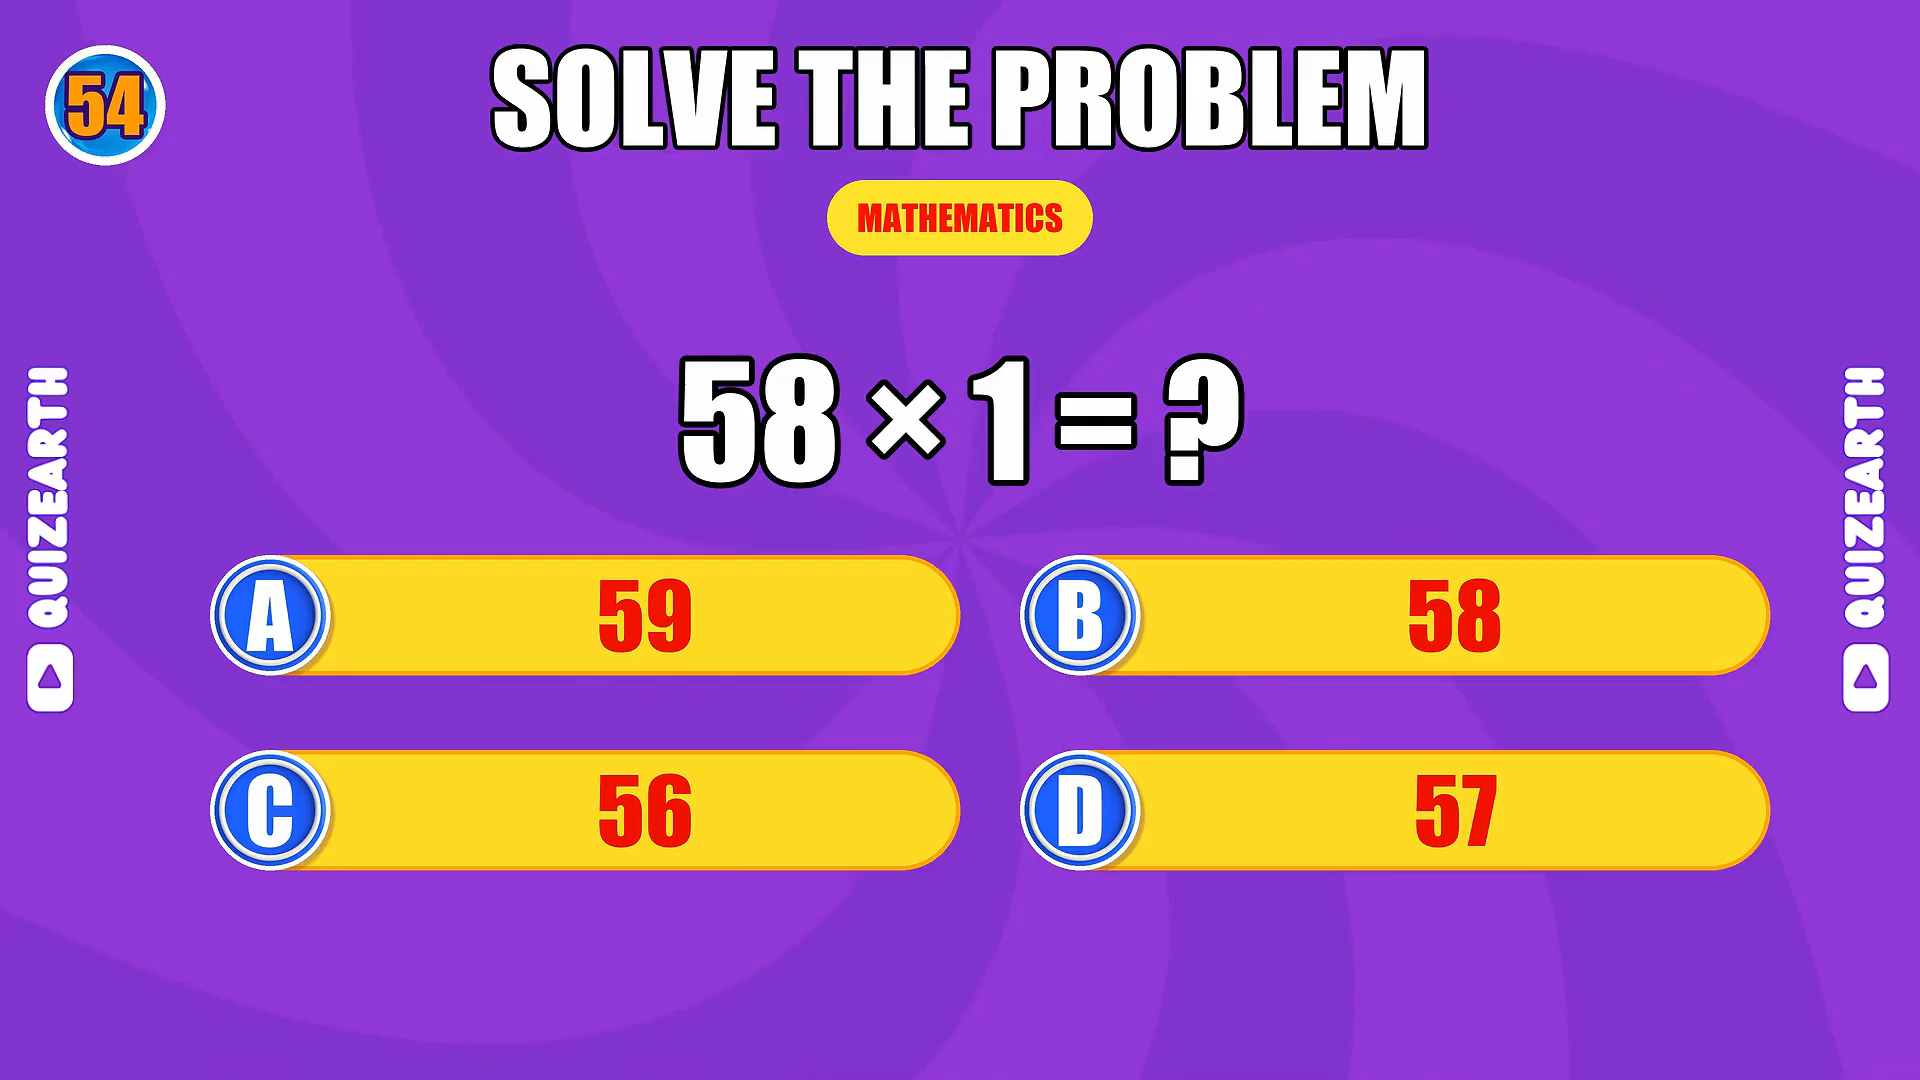 54
SOLVE THE PROBLEM
MATHEMATICS
58 × 1 = ?
A 59
B 58
C 56
D 57
QUIZEARTH
QUIZEARTH